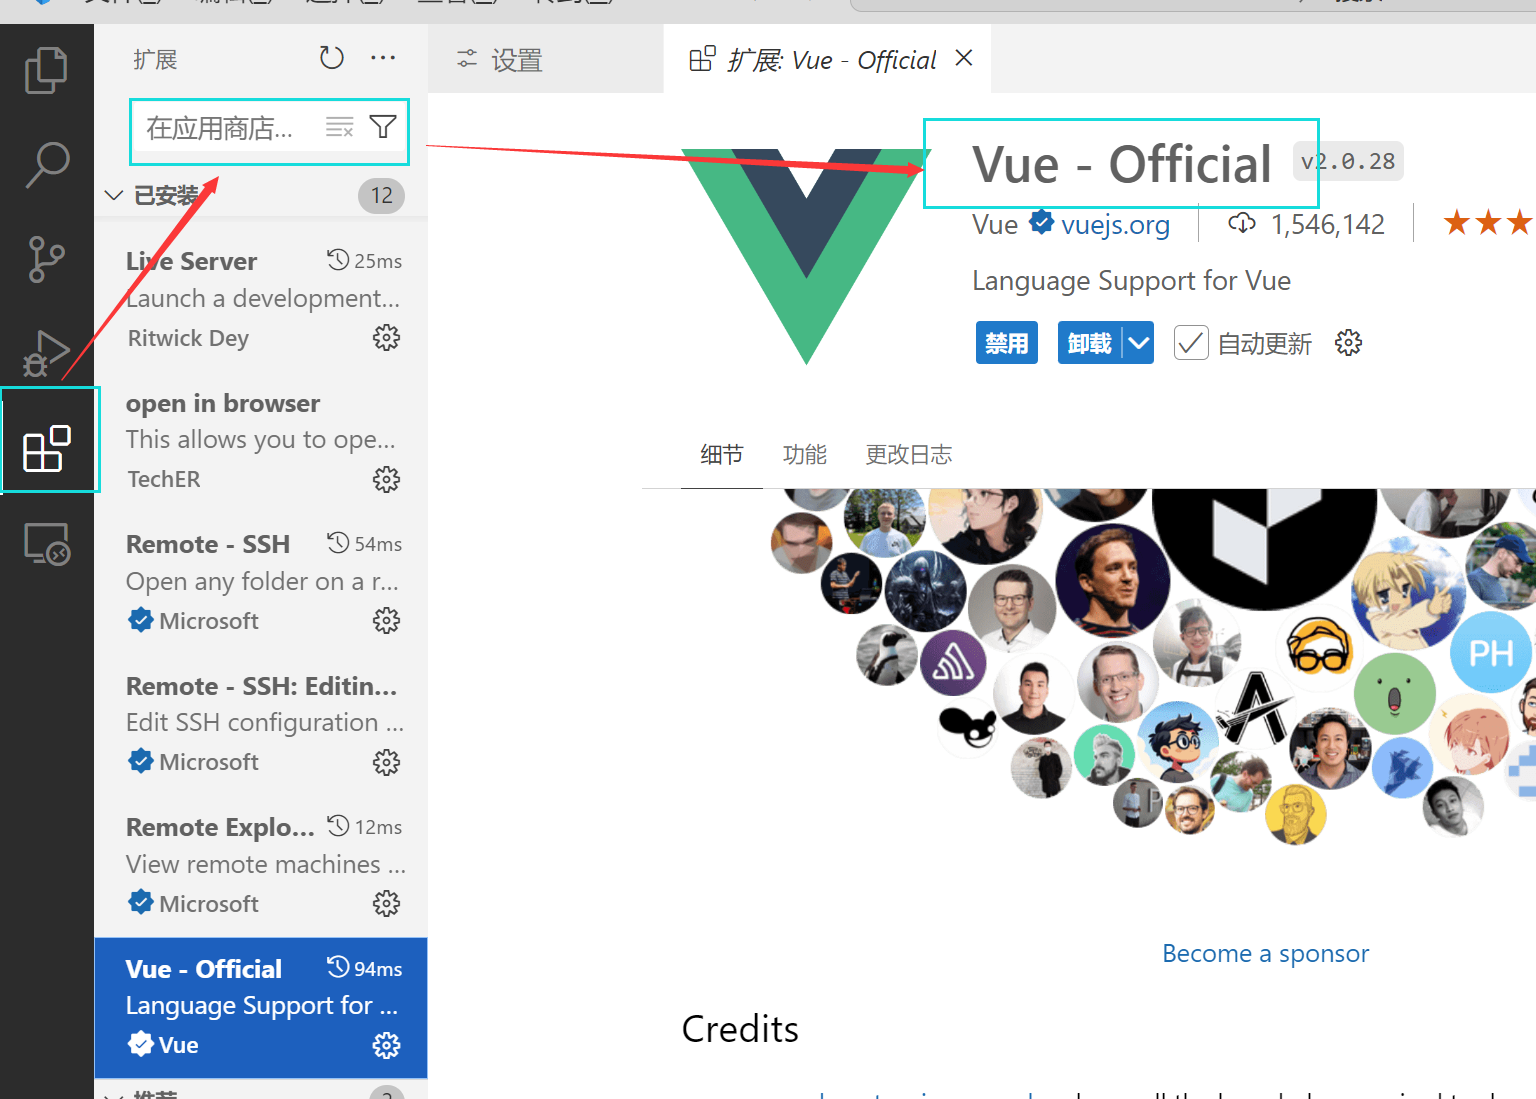 扩展
在应用商店...
已安装
12
Live Server
25ms
Launch a development...
Ritwick Dey
open in browser
This allows you to ope...
TechER
Remote - SSH
54ms
Open any folder on a r...
Microsoft
Remote - SSH: Editin...
Edit SSH configuration ...
Microsoft
Remote Explo...
12ms
View remote machines ...
Microsoft
Vue - Official
94ms
Language Support for ...
Vue
推荐
设置
扩展: Vue - Official
Vue - Official
v2.0.28
Vue
vuejs.org
1,546,142
Language Support for Vue
禁用
卸载
自动更新
细节
功能
更改日志
PH
Become a sponsor
Credits